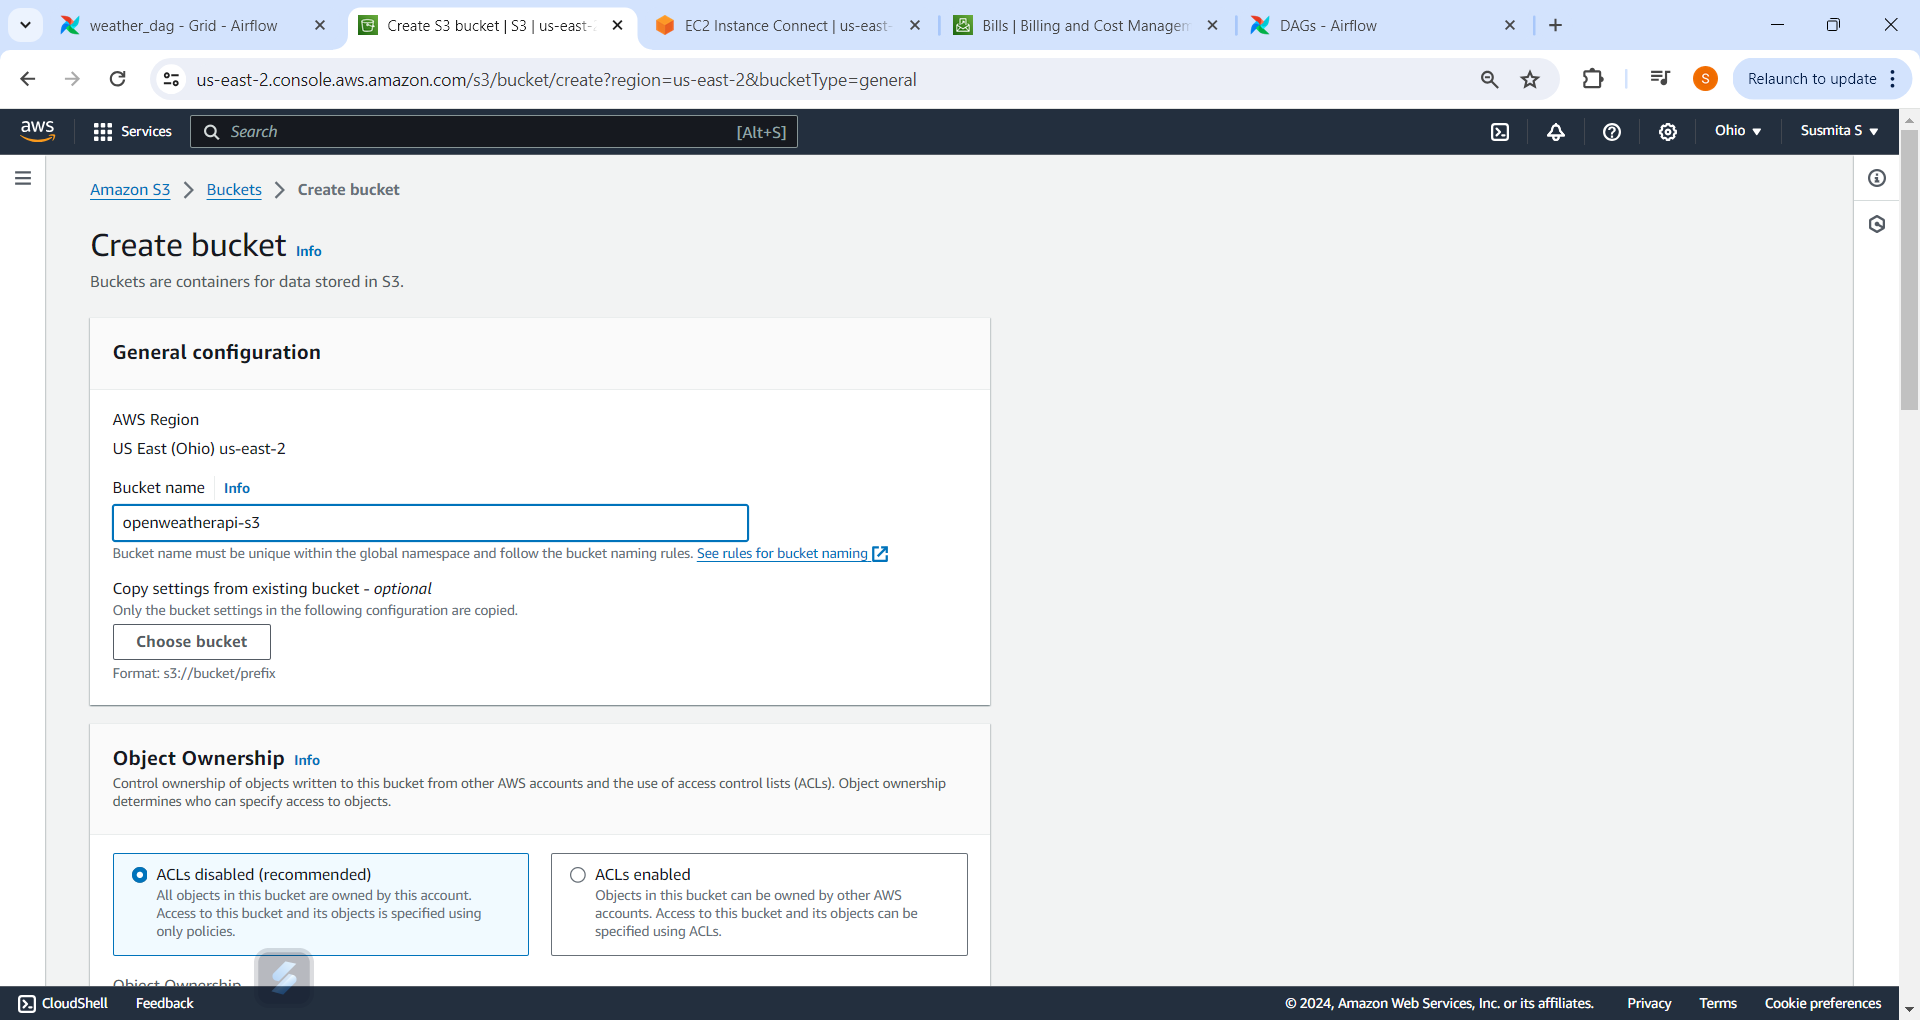 weather_dag - Grid - Airflow
Create S3 bucket | S3 | us-east-2
EC2 Instance Connect | us-east-
Bills | Billing and Cost Managem
DAGs - Airflow
us-east-2.console.aws.amazon.com/s3/bucket/create?region=us-east-2&bucketType=general
S
Relaunch to update
aws
Services
Search
[Alt+S]
Ohio
Susmita S
Amazon S3
Buckets
Create bucket
Create bucket Info
Buckets are containers for data stored in S3.
General configuration
AWS Region
US East (Ohio) us-east-2
Bucket name Info
openweatherapi-s3
Bucket name must be unique within the global namespace and follow the bucket naming rules. See rules for bucket naming
Copy settings from existing bucket - optional
Only the bucket settings in the following configuration are copied.
Choose bucket
Format: s3://bucket/prefix
Object Ownership Info
Control ownership of objects written to this bucket from other AWS accounts and the use of access control lists (ACLs). Object ownership
determines who can specify access to objects.
ACLs disabled (recommended)
All objects in this bucket are owned by this account.
Access to this bucket and its objects is specified using
only policies.
ACLs enabled
Objects in this bucket can be owned by other AWS
accounts. Access to this bucket and its objects can be
specified using ACLs.
Object Ownership
CloudShell
Feedback
© 2024, Amazon Web Services, Inc. or its affiliates.
Privacy
Terms
Cookie preferences